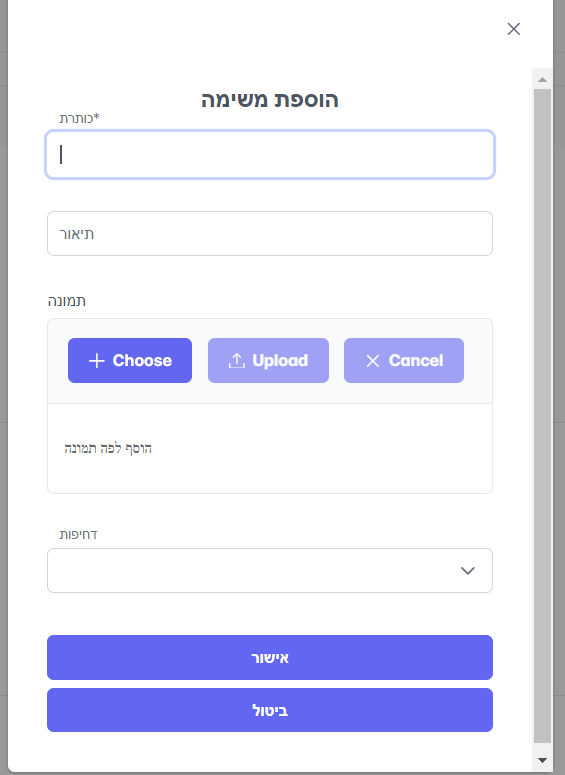 הוספת משימה
כותרת*
תיאור
תמונה
Choose Upload Cancel
הוסף לפה תמונה
דחיפות
אישור
ביטול